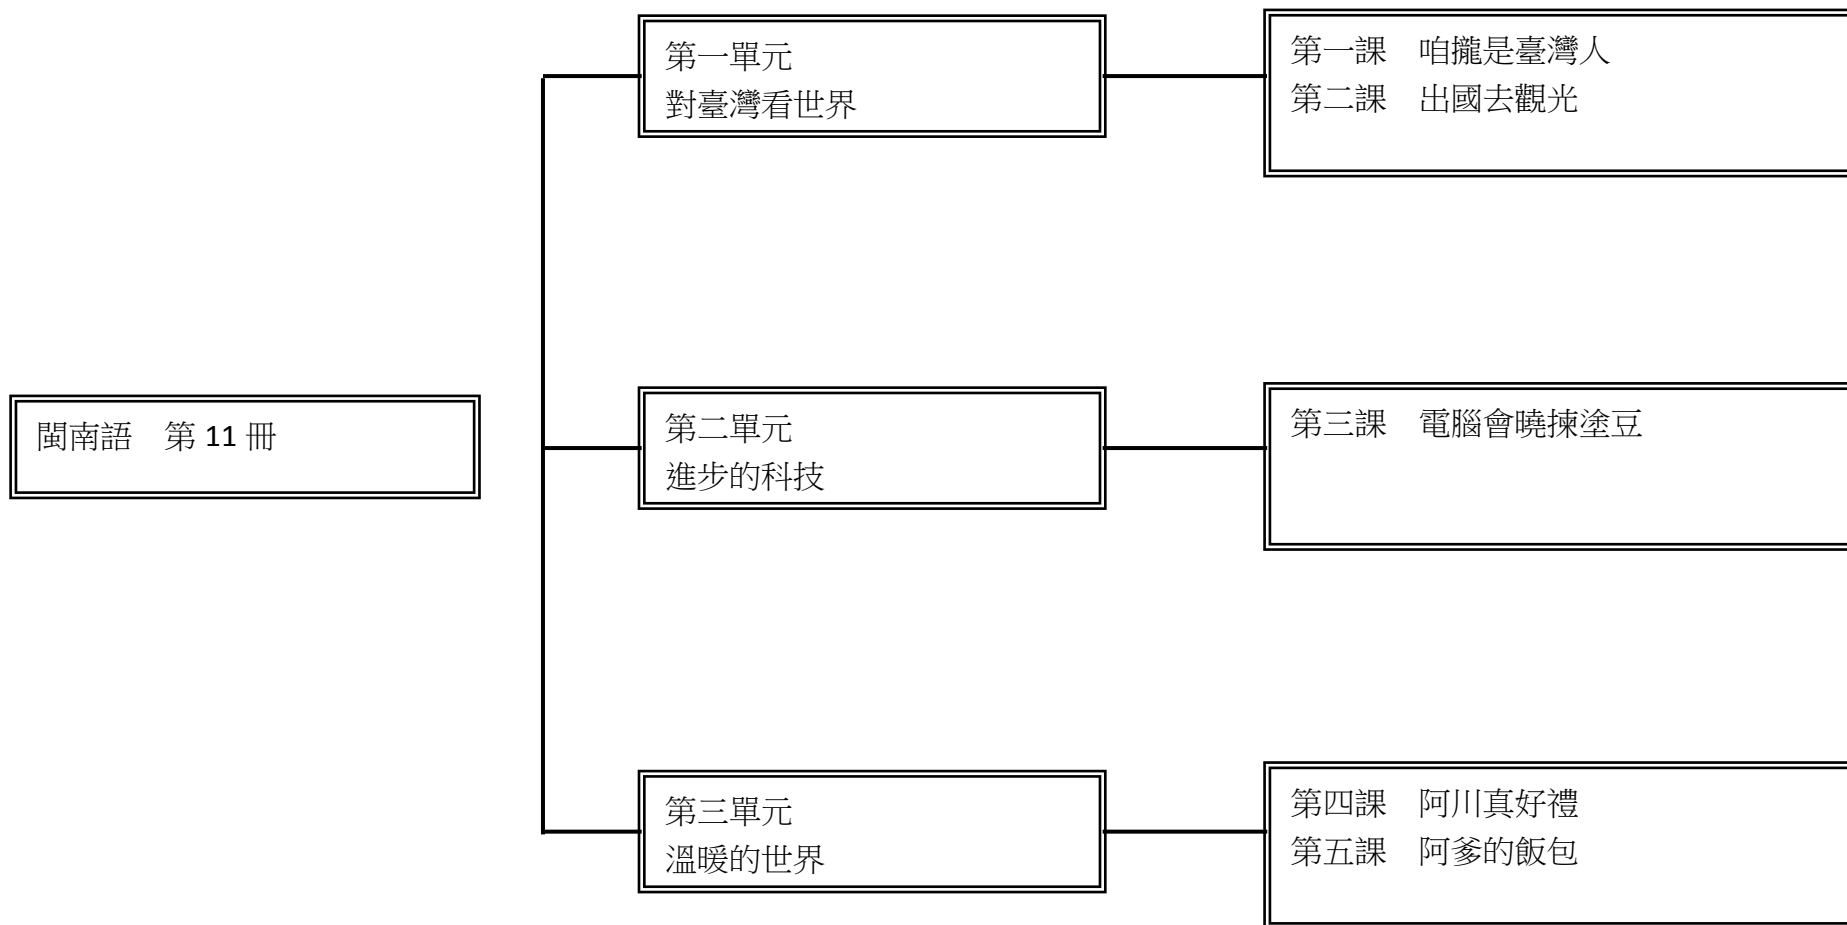 閩南語　第 11 冊
第一單元
對臺灣看世界
第一課　咱攏是臺灣人
第二課　出國去觀光
第二單元
進步的科技
第三課　電腦會曉揀塗豆
第三單元
溫暖的世界
第四課　阿川真好禮
第五課　阿爹的飯包